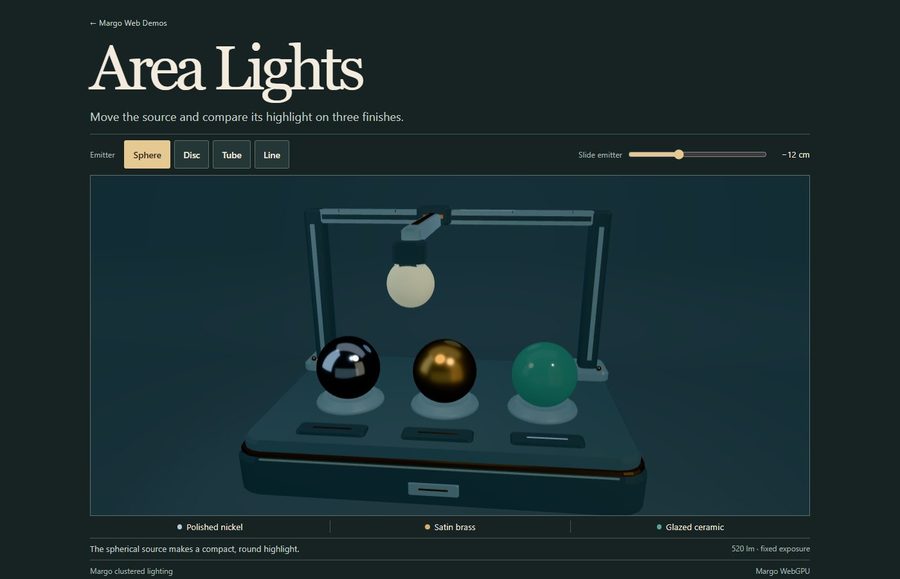 ← Margo Web Demos
Area Lights
Move the source and compare its highlight on three finishes.
Emitter Sphere Disc Tube Line Slide emitter −12 cm
Polished nickel Satin brass Glazed ceramic
The spherical source makes a compact, round highlight. 520 lm · fixed exposure
Margo clustered lighting Margo WebGPU